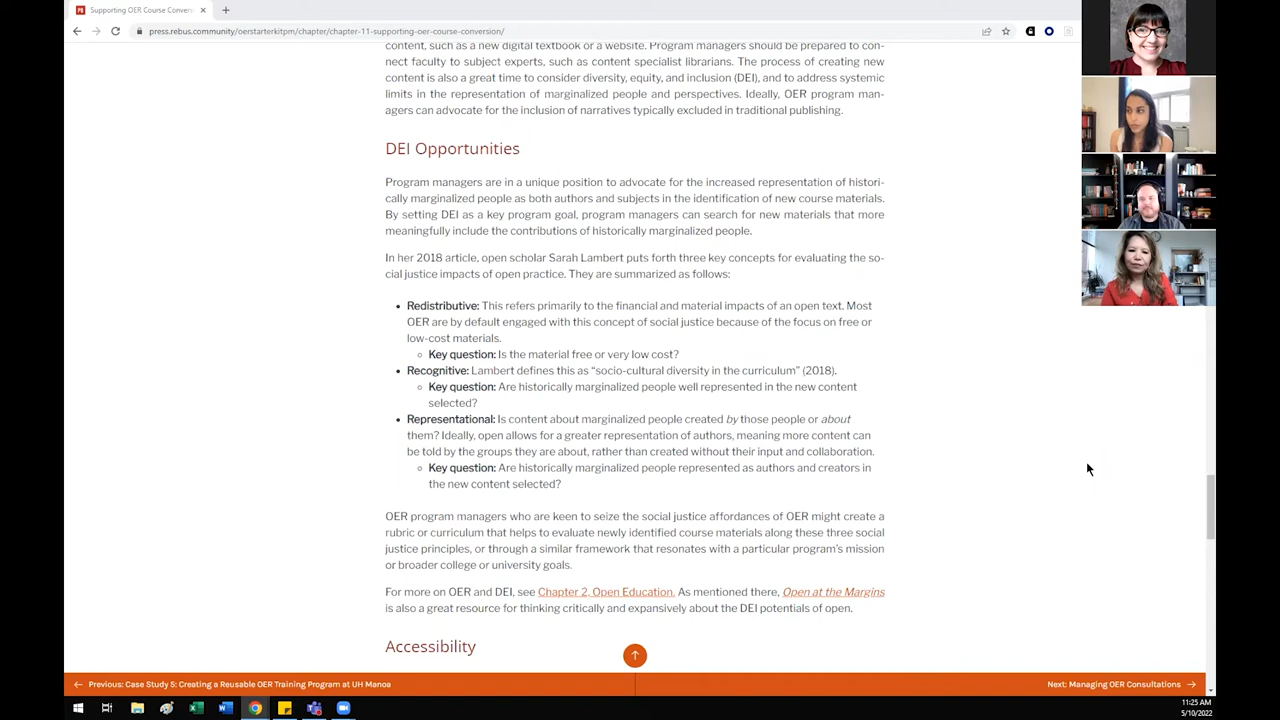 Supporting OER Course Convers
press.rebus.community/oerstarterkitpm/chapter/chapter-11-supporting-oer-course-conversion/
content, such as a new digital textbook or a website. Program managers should be prepared to con-
nect faculty to subject experts, such as content specialist librarians. The process of creating new
content is also a great time to consider diversity, equity, and inclusion (DEI), and to address systemic
limits in the representation of marginalized people and perspectives. Ideally, OER program man-
agers can advocate for the inclusion of narratives typically excluded in traditional publishing.
DEI Opportunities
Program managers are in a unique position to advocate for the increased representation of histori-
cally marginalized people as both authors and subjects in the identification of new course materials.
By setting DEI as a key program goal, program managers can search for new materials that more
meaningfully include the contributions of historically marginalized people.
In her 2018 article, open scholar Sarah Lambert puts forth three key concepts for evaluating the so-
cial justice impacts of open practice. They are summarized as follows:
• Redistributive: This refers primarily to the financial and material impacts of an open text. Most
OER are by default engaged with this concept of social justice because of the focus on free or
low-cost materials.
◦ Key question: Is the material free or very low cost?
• Recognitive: Lambert defines this as “socio-cultural diversity in the curriculum” (2018).
◦ Key question: Are historically marginalized people well represented in the new content
selected?
• Representational: Is content about marginalized people created by those people or about
them? Ideally, open allows for a greater representation of authors, meaning more content can
be told by the groups they are about, rather than created without their input and collaboration.
◦ Key question: Are historically marginalized people represented as authors and creators in
the new content selected?
OER program managers who are keen to seize the social justice affordances of OER might create a
rubric or curriculum that helps to evaluate newly identified course materials along these three social
justice principles, or through a similar framework that resonates with a particular program's mission
or broader college or university goals.
For more on OER and DEI, see Chapter 2, Open Education. As mentioned there, Open at the Margins
is also a great resource for thinking critically and expansively about the DEI potentials of open.
Accessibility
Previous: Case Study 5: Creating a Reusable OER Training Program at UH Manoa
Next: Managing OER Consultations
11:25 AM
5/10/2022